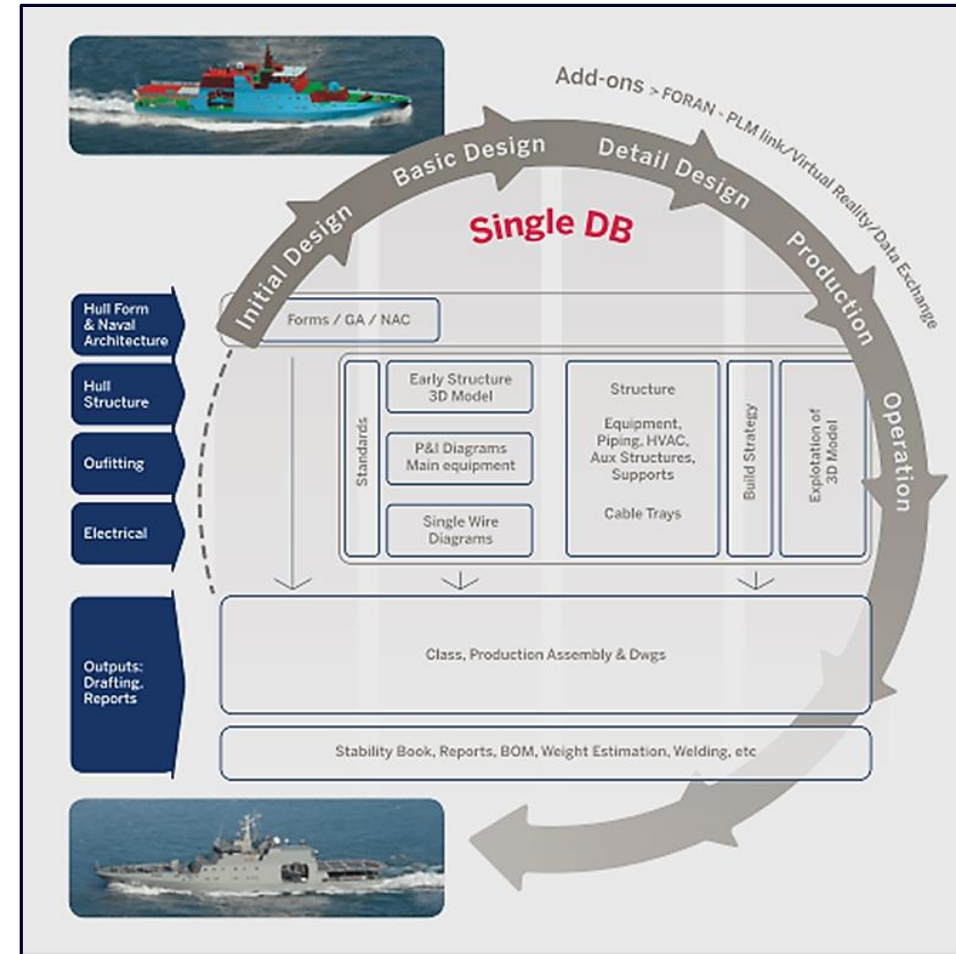 Add-ons > FORAN - PLM link/Virtual Reality/Data Exchange
Initial Design
Basic Design
Detail Design
Production
Operation
Single DB
Hull Form
& Naval
Architecture
Forms / GA / NAC
Hull
Structure
Oufitting
Electrical
Standards
Early Structure
3D Model
P&I Diagrams
Main equipment
Single Wire
Diagrams
Structure
Equipment,
Piping, HVAC,
Aux Structures,
Supports
Cable Trays
Build Strategy
Explotation of
3D Model
Outputs:
Drafting,
Reports
Class, Production Assembly & Dwgs
Stability Book, Reports, BOM, Weight Estimation, Welding, etc